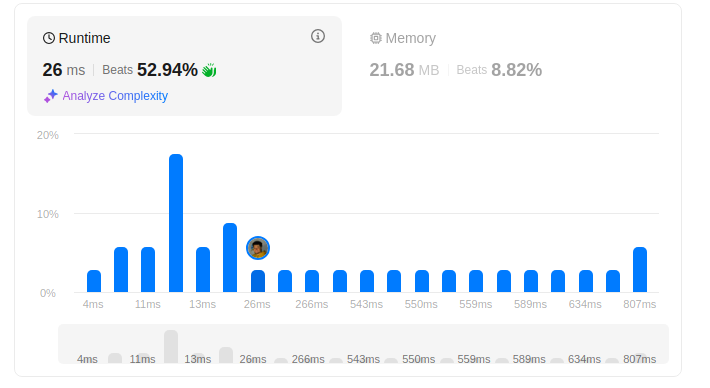 Runtime
Memory
26 ms Beats 52.94%
21.68 MB Beats 8.82%
Analyze Complexity
20%
10%
0%
4ms 11ms 13ms 26ms 266ms 543ms 550ms 559ms 589ms 634ms 807ms
4ms 11ms 13ms 26ms 266ms 543ms 550ms 559ms 589ms 634ms 807ms